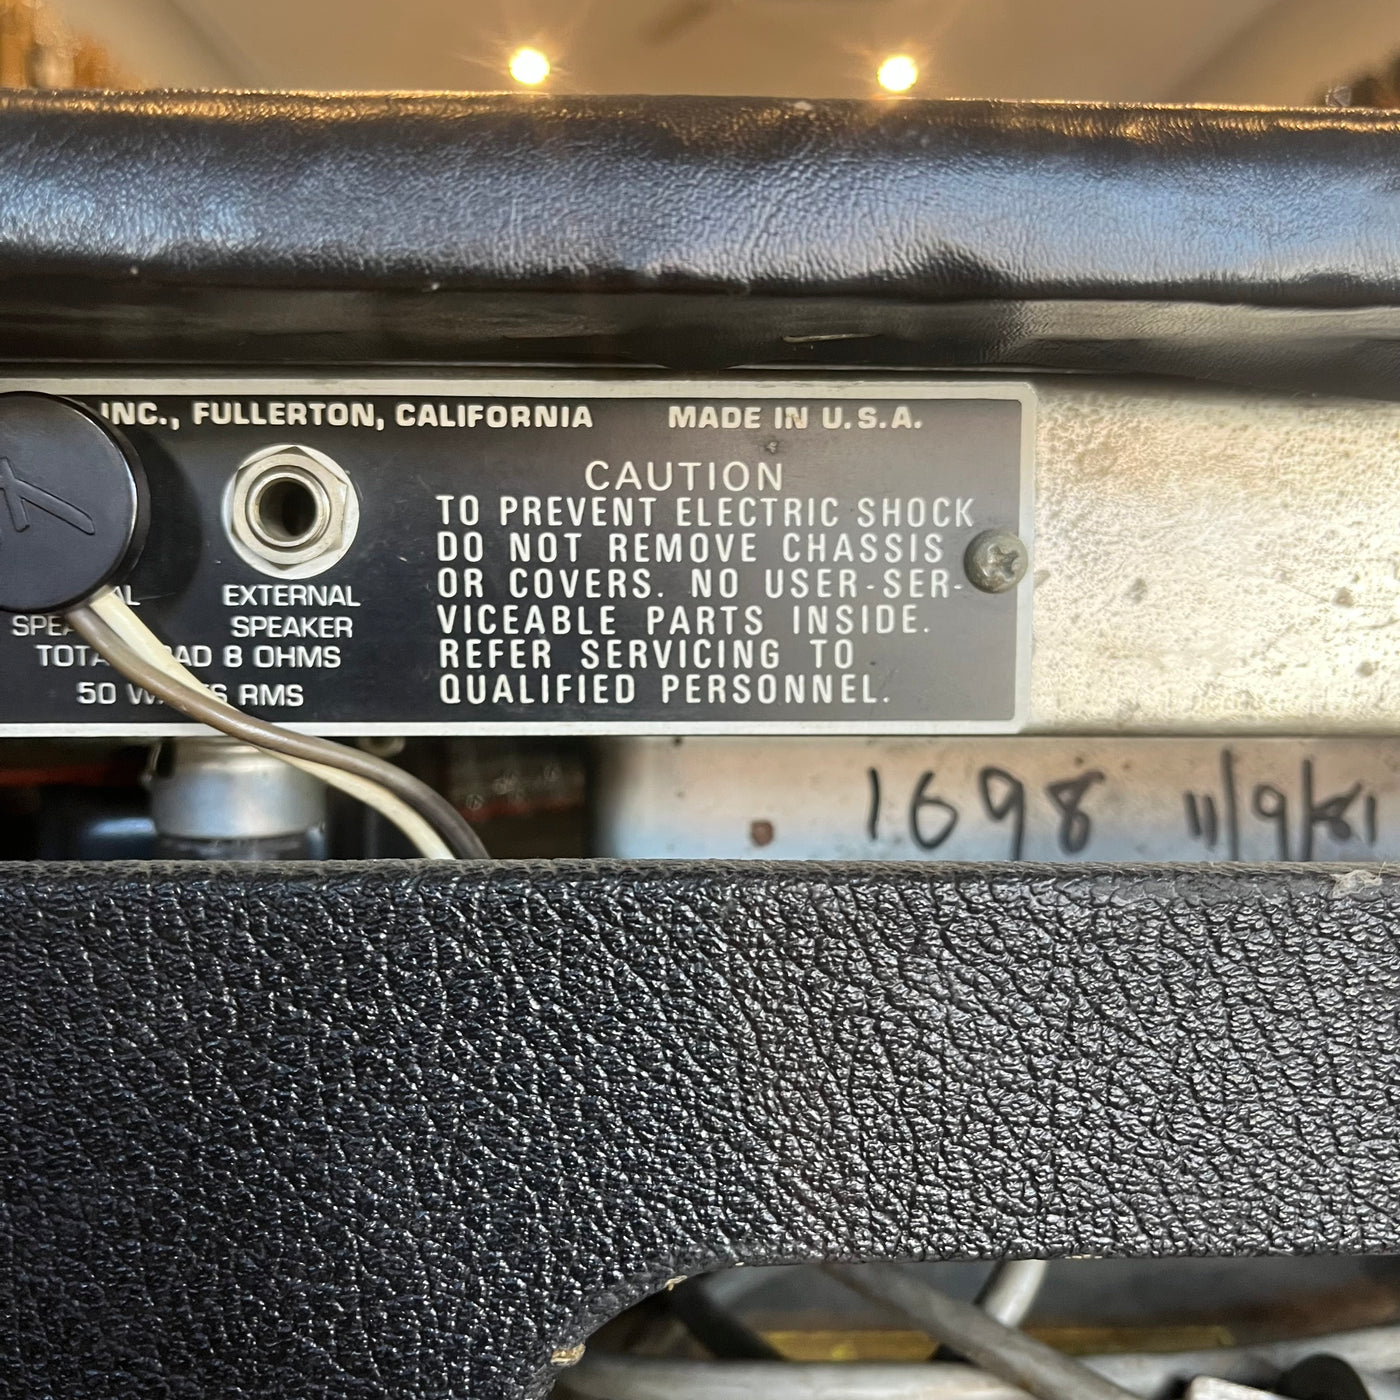 INC., FULLERTON, CALIFORNIA MADE IN U.S.A.
CAUTION
TO PREVENT ELECTRIC SHOCK
DO NOT REMOVE CHASSIS
OR COVERS. NO USER-SER-
VICEABLE PARTS INSIDE.
REFER SERVICING TO
QUALIFIED PERSONNEL.
EXTERNAL
SPEAKER
8 OHMS
50 RMS
1698 11/9/81